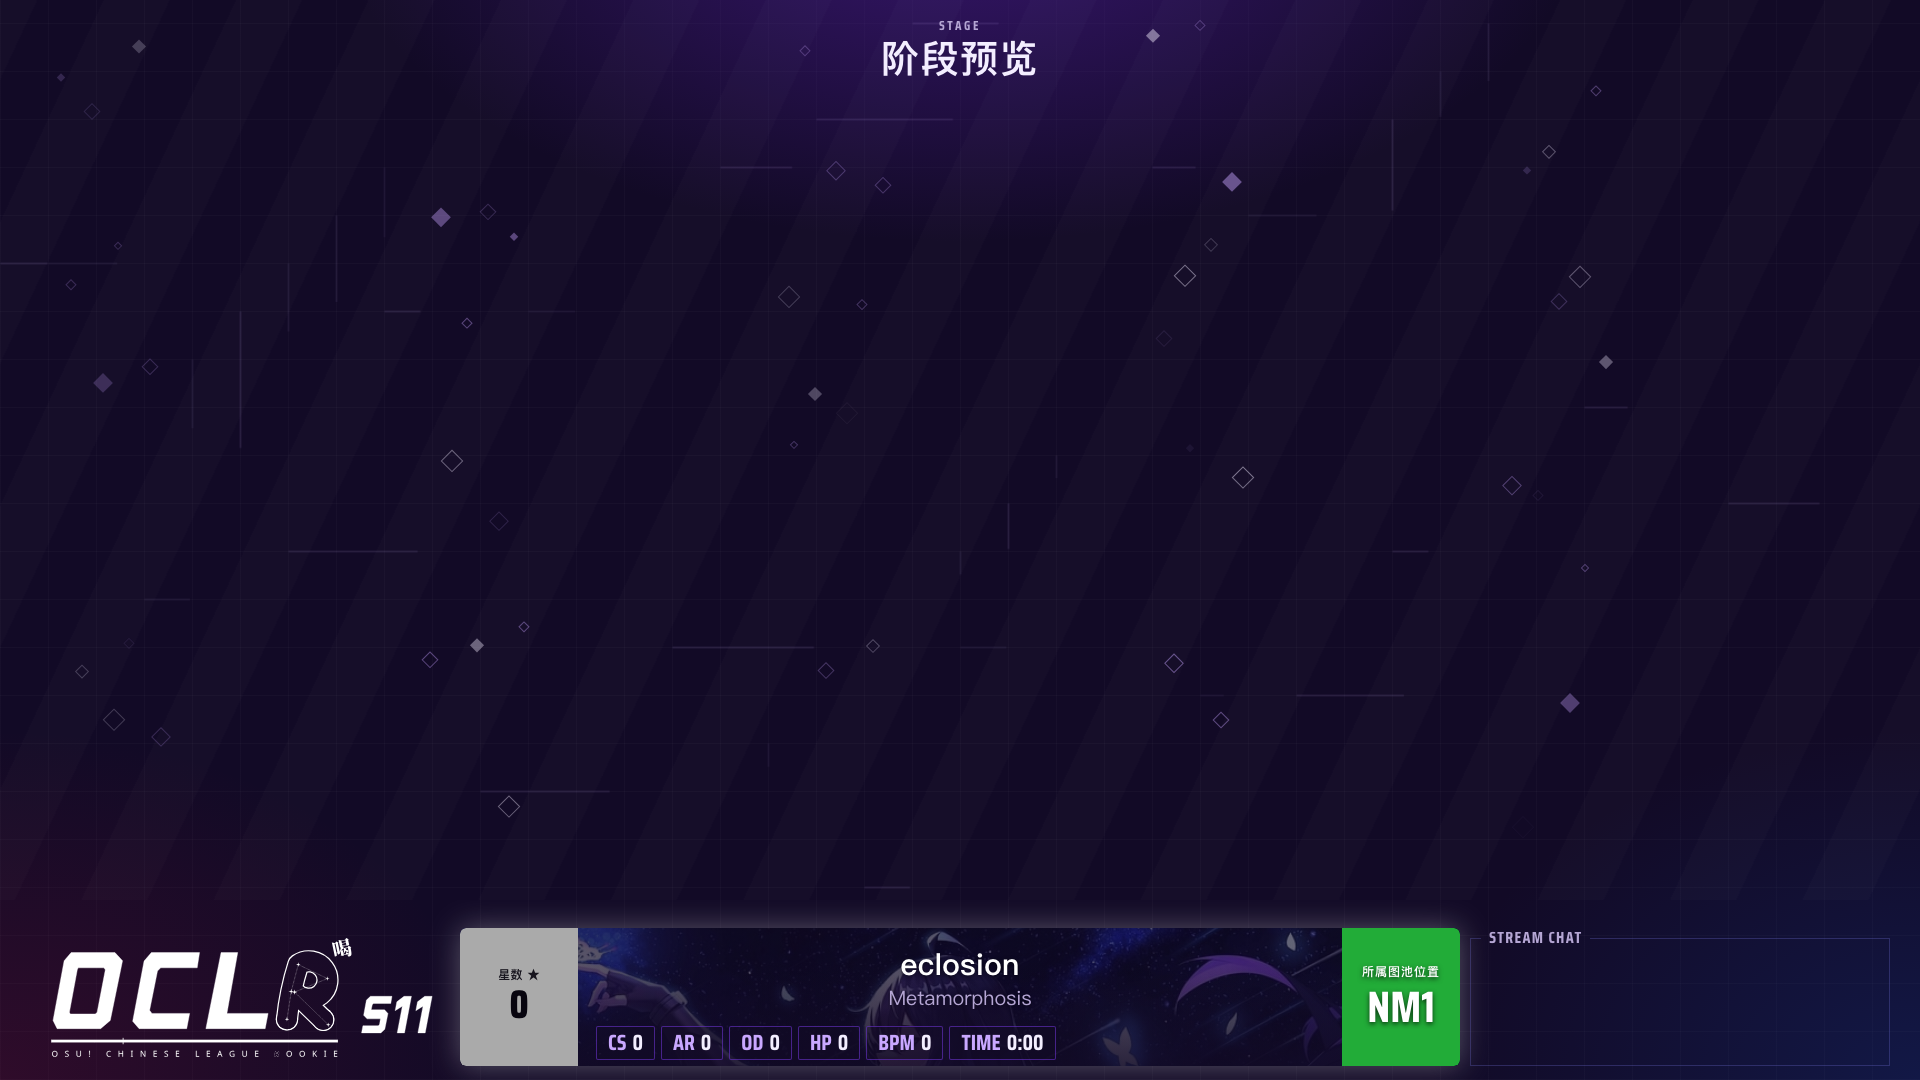 STAGE
阶段预览
OCLR 喝
S11
OSU! CHINESE LEAGUE ROOKIE
星数 ★
0
eclosion
Metamorphosis
CS 0 AR 0 OD 0 HP 0 BPM 0 TIME 0:00
所属图池位置
NM1
STREAM CHAT